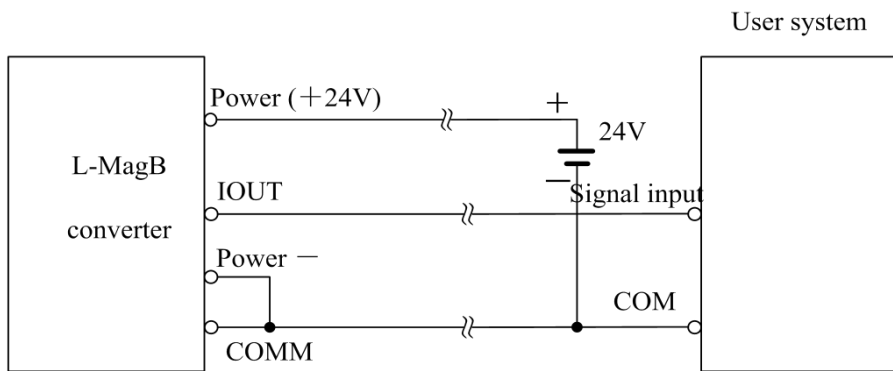 User system
Power (＋24V)
＋
24V
L-MagB
converter
IOUT
－
Signal input
Power －
COM
COMM